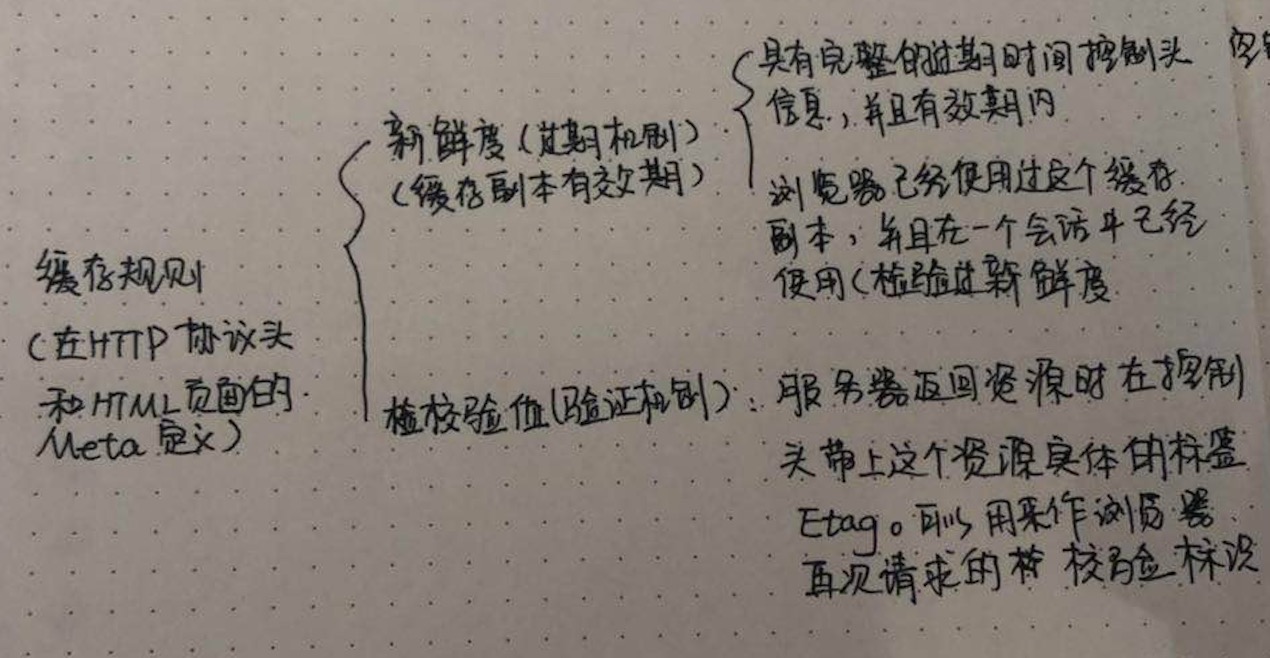 缓存规则
(在HTTP协议头
和HTML页面的
Meta定义)
新鲜度(过期机制)
(缓存副本有效期)
具有完整的过期时间控制头
信息,并且有效期内
浏览器已经使用过这个缓存
副本,并且在一个会话中已经
使用(检验过新鲜度
检校验值(验证机制):服务器返回资源时在控制
头带上这个资源实体的标签
Etag。可以用来作浏览器
再次请求的校验标识